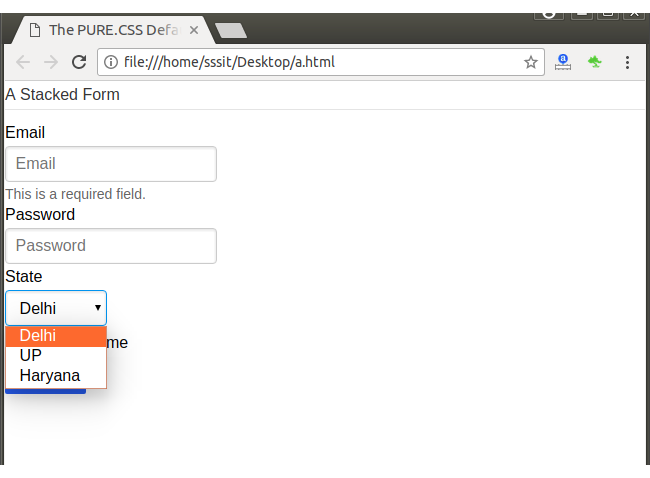 The PURE.CSS Defa
file:///home/sssit/Desktop/a.html
A Stacked Form
Email
Email
This is a required field.
Password
Password
State
Delhi
Delhi
me
UP
Haryana